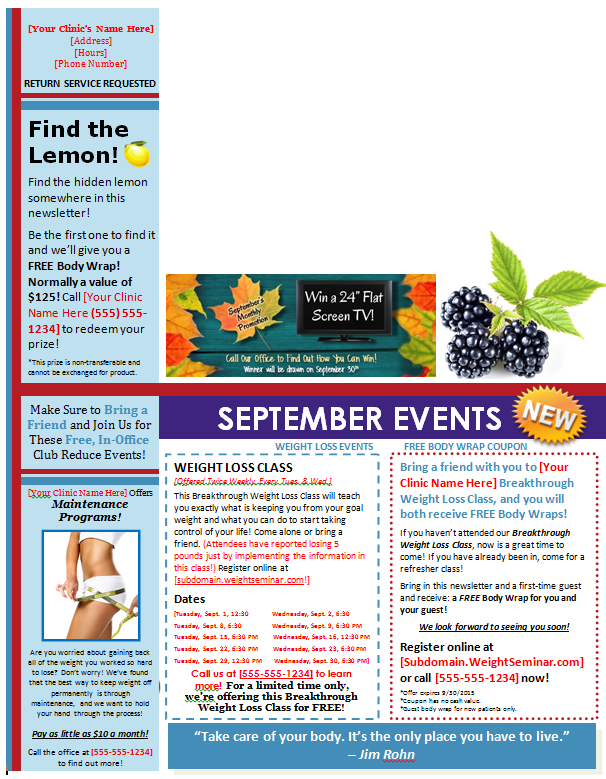 [Your Clinic's Name Here]
[Address]
[Hours]
[Phone Number]
RETURN SERVICE REQUESTED
Find the
Lemon!
Find the hidden lemon
somewhere in this
newsletter!
Be the first one to find it
and we'll give you a
FREE Body Wrap!
Normally a value of
$125! Call [Your Clinic
Name Here (555) 555-
1234] to redeem your
prize!
*This prize is non-transferable and
cannot be exchanged for product.
September's
Monthly
Promotion
Win a 24" Flat
Screen TV!
Call Our Office to Find Out How You Can Win!
Winner will be drawn on September 30th
Make Sure to Bring a
Friend and Join Us for
These Free, In-Office
Club Reduce Events!
SEPTEMBER EVENTS
NEW
[Your Clinic Name Here] Offers
Maintenance
Programs!
Are you worried about gaining back
all of the weight you worked so hard
to lose? Don't worry! We've found
that the best way to keep weight off
permanently is through
maintenance, and we want to hold
your hand through the process!
Pay as little as $10 a month!
Call the office at [555-555-1234]
to find out more!
WEIGHT LOSS EVENTS
WEIGHT LOSS CLASS
[Offered Twice Weekly, Every Tues. & Wed.]
This Breakthrough Weight Loss Class will teach
you exactly what is keeping you from your goal
weight and what you can do to start taking
control of your life! Come alone or bring a
friend. (Attendees have reported losing 5
pounds just by implementing the information in
this class!) Register online at
[subdomain.weightseminar.com!]
Dates
[Tuesday, Sept. 1, 12:30 Wednesday, Sept. 2, 6:30
Tuesday, Sept. 8, 6:30 Wednesday, Sept. 9, 6:30 PM
Tuesday, Sept. 15, 6:30 PM Wednesday, Sept. 16, 12:30 PM
Tuesday, Sept. 22, 6:30 PM Wednesday, Sept. 23, 6:30 PM
Tuesday, Sept. 29, 12:30 PM Wednesday, Sept. 30, 6:30 PM]
Call us at [555-555-1234] to learn
more! For a limited time only,
we're offering this Breakthrough
Weight Loss Class for FREE!
FREE BODY WRAP COUPON
Bring a friend with you to [Your
Clinic Name Here] Breakthrough
Weight Loss Class, and you will
both receive FREE Body Wraps!
If you haven't attended our Breakthrough
Weight Loss Class, now is a great time to
come! If you have already been in, come for a
refresher class!
Bring in this newsletter and a first-time guest
and receive: a FREE Body Wrap for you and
your guest!
We look forward to seeing you soon!
Register online at
[Subdomain.WeightSeminar.com]
or call [555-555-1234] now!
*Offer expires 9/30/2015
*Coupon has no cash value.
*Guest body wrap for new patients only.
"Take care of your body. It's the only place you have to live."
– Jim Rohn